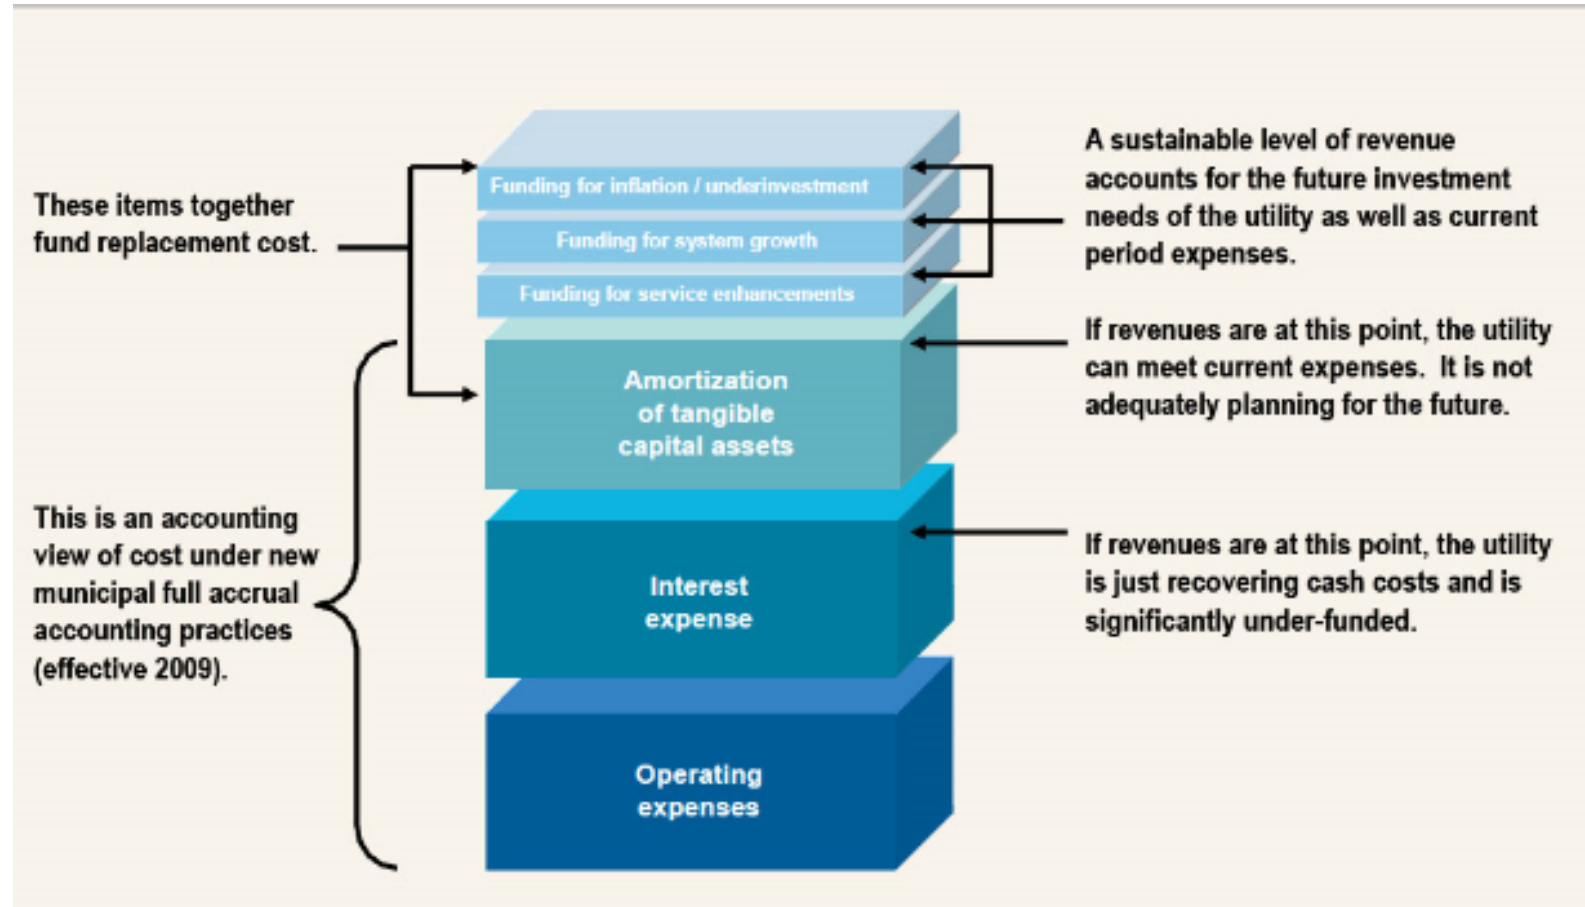 These items together
fund replacement cost.
This is an accounting
view of cost under new
municipal full accrual
accounting practices
(effective 2009).
Funding for inflation / underinvestment
Funding for system growth
Funding for service enhancements
Amortization
of tangible
capital assets
Interest
expense
Operating
expenses
A sustainable level of revenue
accounts for the future investment
needs of the utility as well as current
period expenses.
If revenues are at this point, the utility
can meet current expenses.  It is not
adequately planning for the future.
If revenues are at this point, the utility
is just recovering cash costs and is
significantly under-funded.